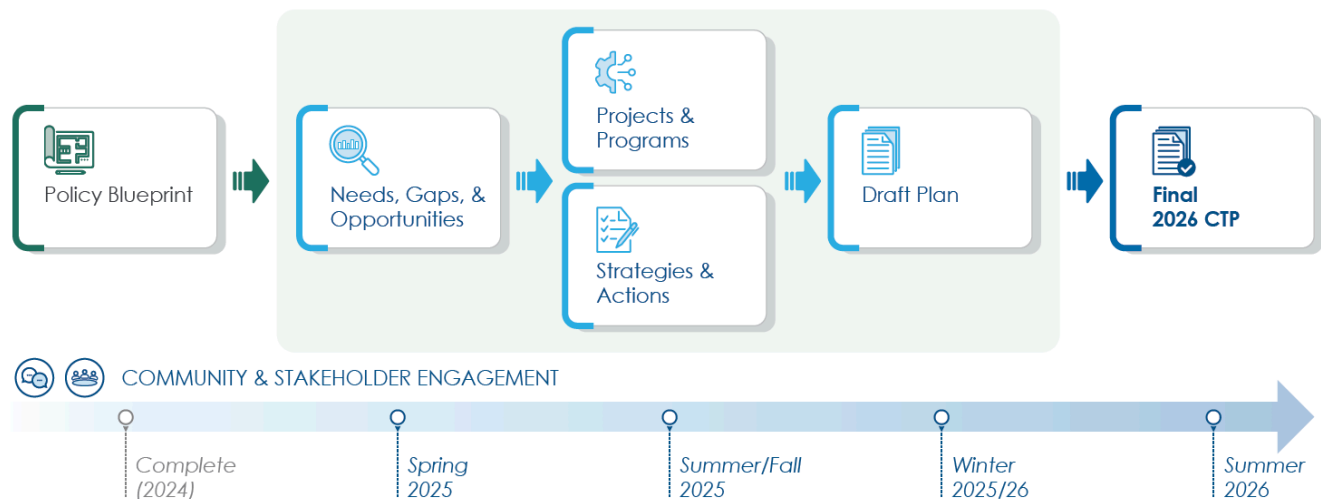 Policy Blueprint
Needs, Gaps, &
Opportunities
Projects &
Programs
Strategies &
Actions
Draft Plan
Final
2026 CTP
COMMUNITY & STAKEHOLDER ENGAGEMENT
Complete
(2024)
Spring
2025
Summer/Fall
2025
Winter
2025/26
Summer
2026